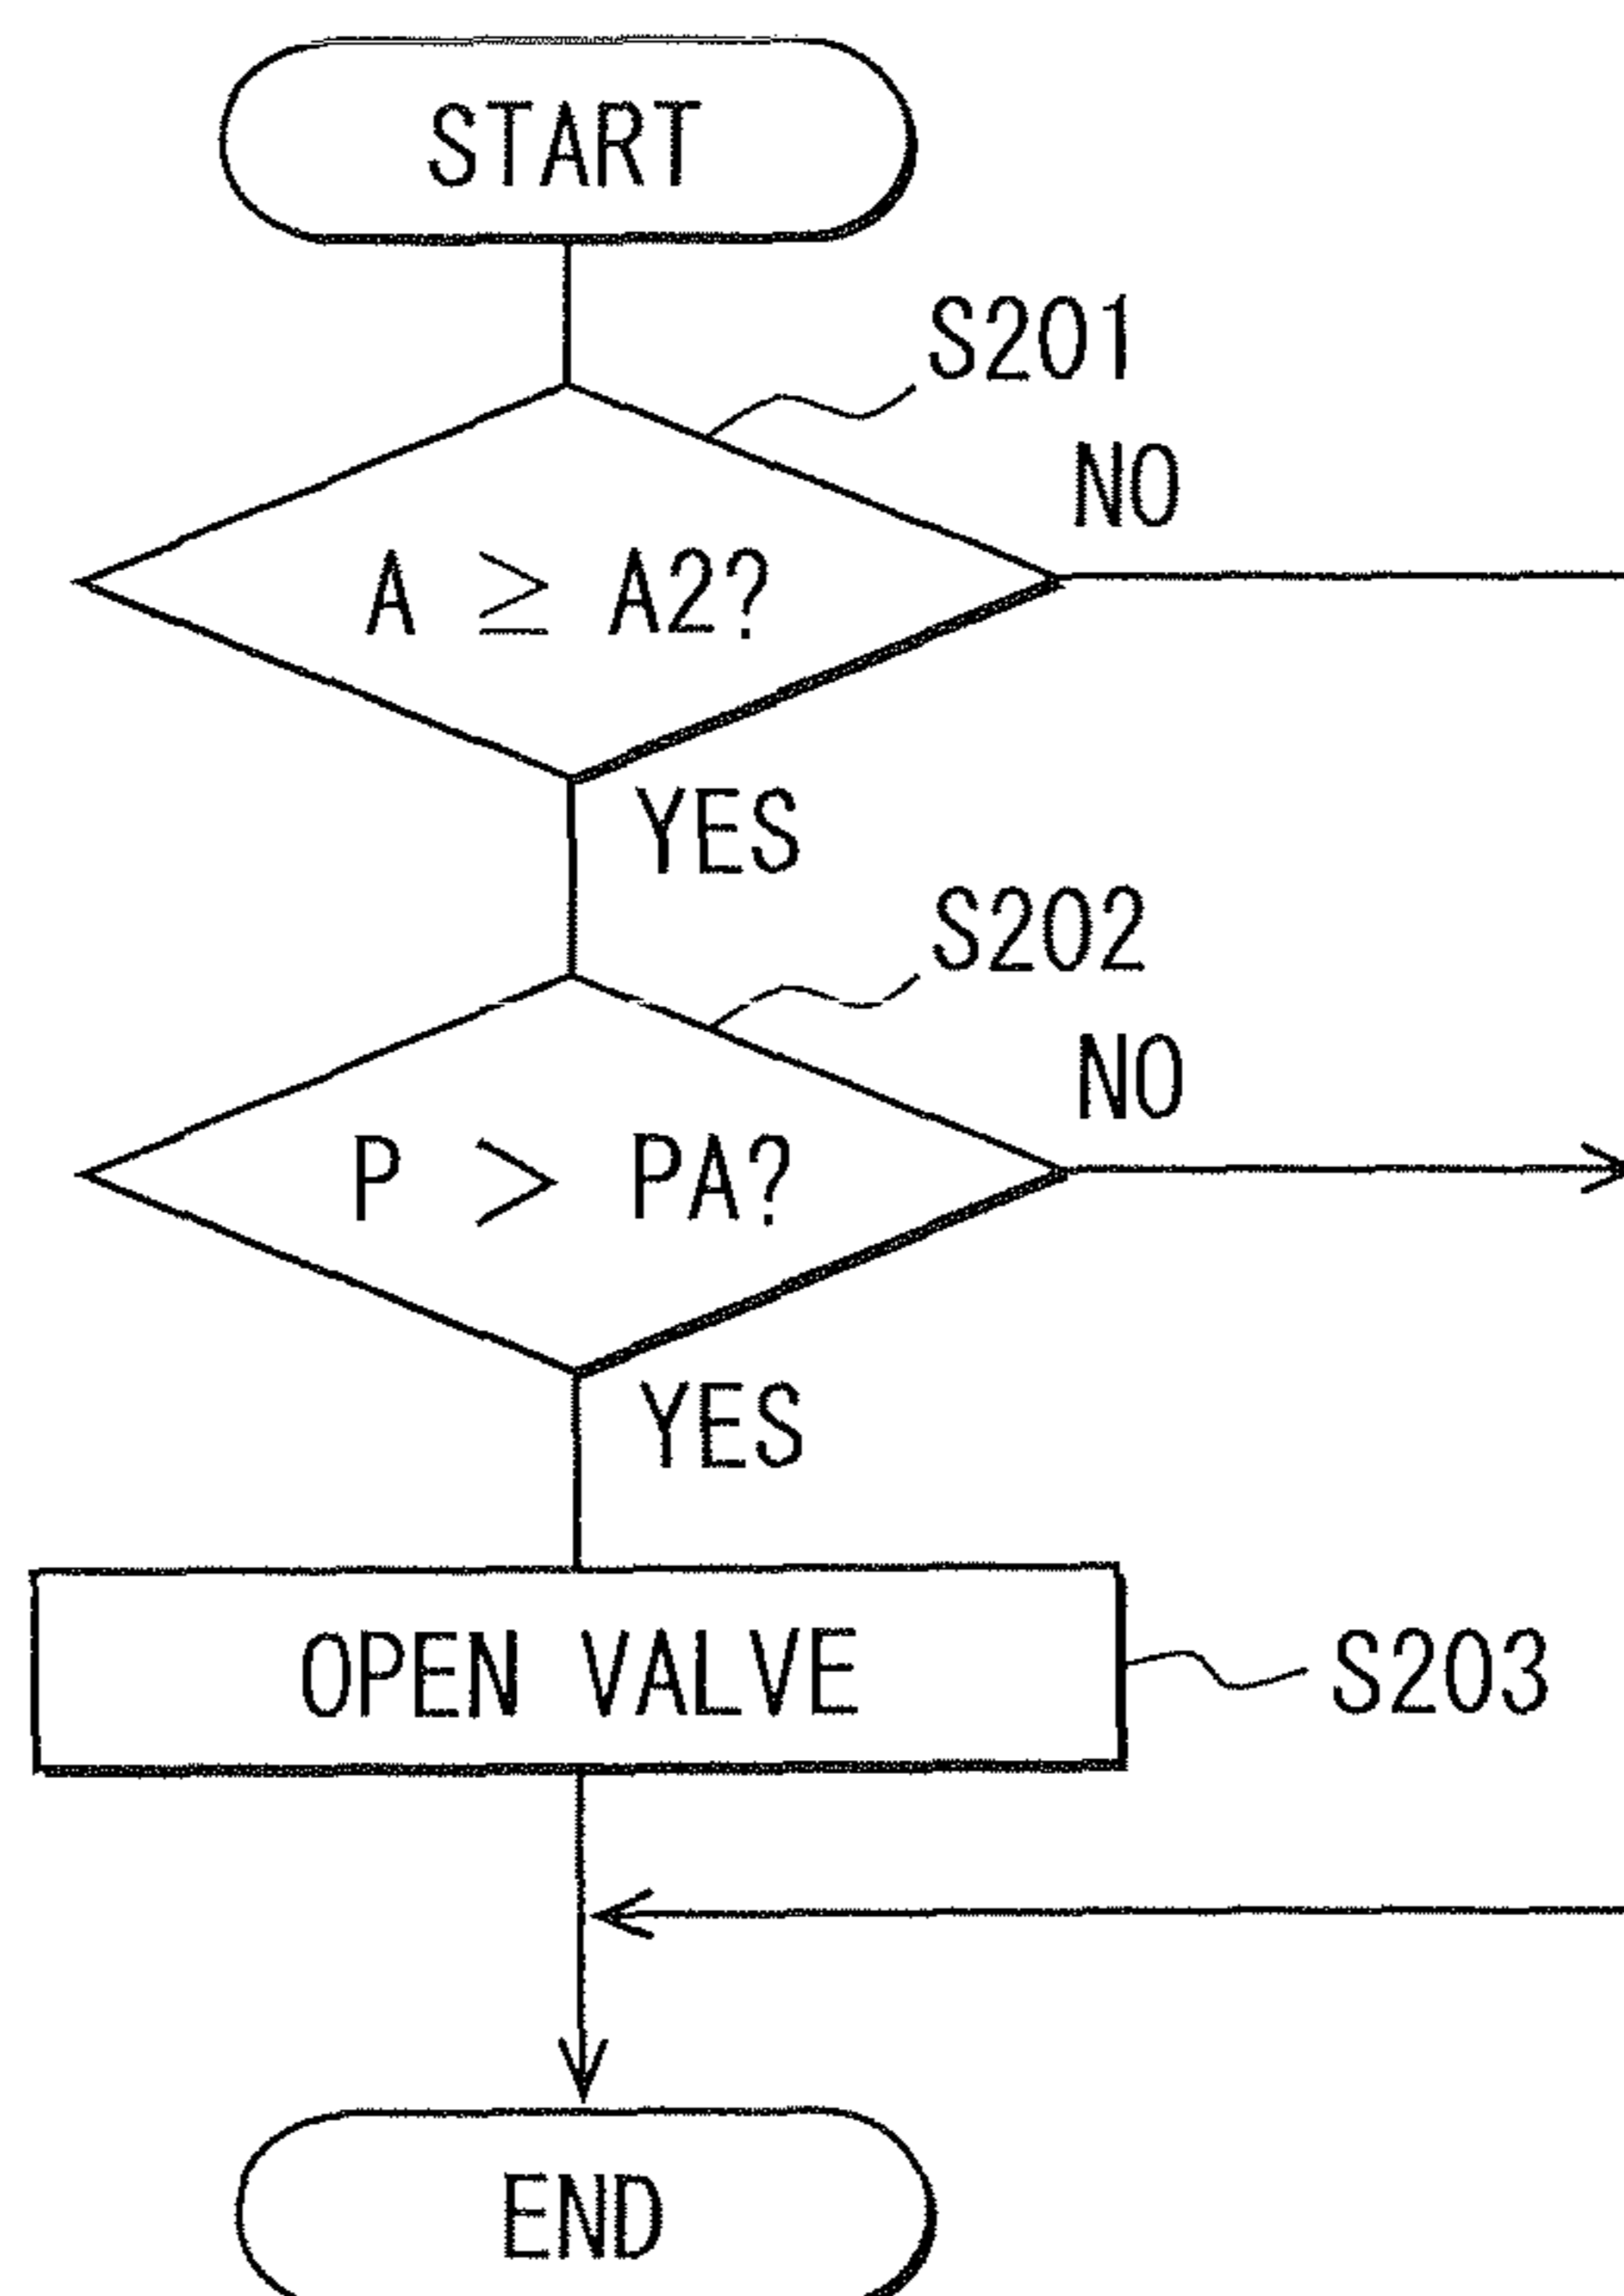 START
S201
NO
A ≥ A2?
YES
S202
NO
P > PA?
YES
OPEN VALVE
S203
END